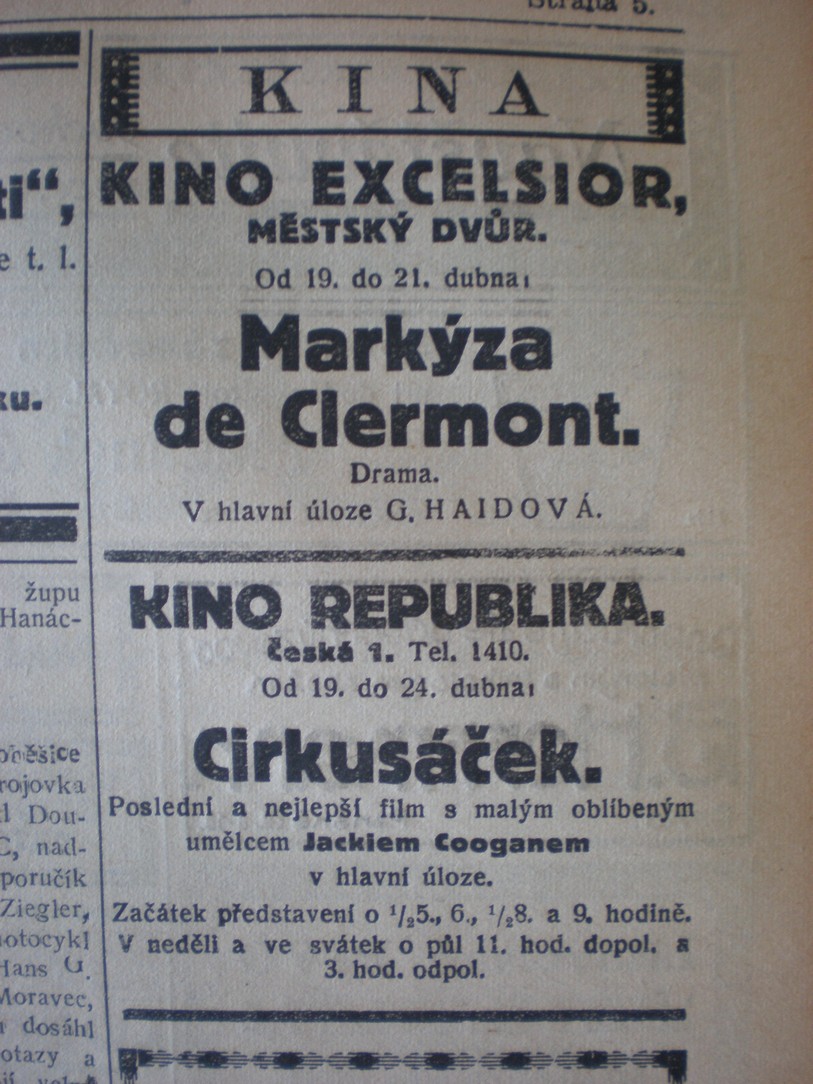 Strana 5.
KINA
KINO EXCELSIOR,
MĚSTSKÝ DVŮR.
Od 19. do 21. dubna:
Markýza
de Clermont.
Drama.
V hlavní úloze G. HAIDOVÁ.
KINO REPUBLIKA.
Česká 1. Tel. 1410.
Od 19. do 24. dubna:
Cirkusáček.
Poslední a nejlepší film s malým oblíbeným
umělcem Jackiem Cooganem
v hlavní úloze.
Začátek představení o 1/25., 6., 1/28. a 9. hodině.
V neděli a ve svátek o půl 11. hod. dopol. a
3. hod. odpol.
ti“,
e t. l.
ku.
župu
Hanác-
rojovka
Dou-
nad-
poručík
Ziegler,
motocykl
Hans G.
Moravec,
dosáhl
otazy a